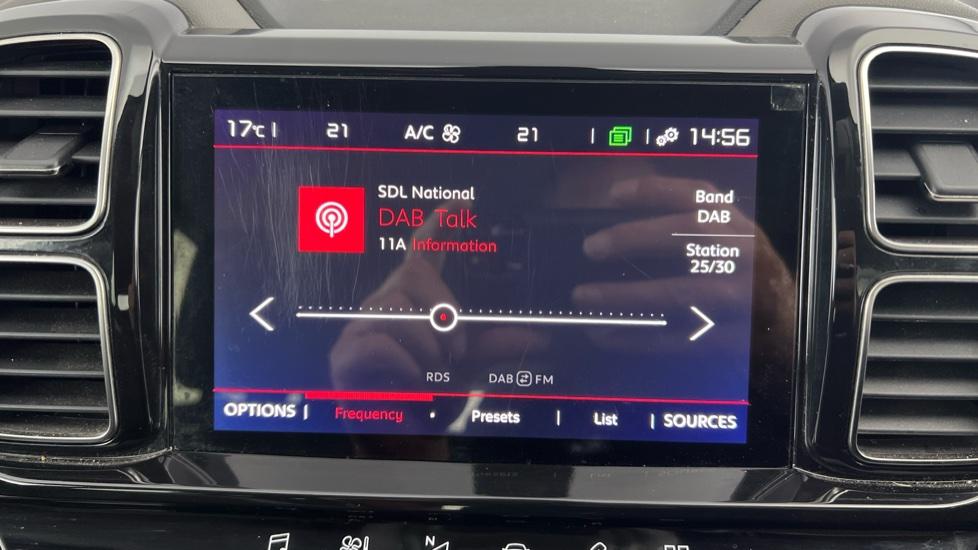 17°C | 21 A/C 21 | | 14:56
SDL National
DAB Talk
11A Information
Band
DAB
Station
25/30
RDS DAB FM
OPTIONS | Frequency • Presets | List | SOURCES
N